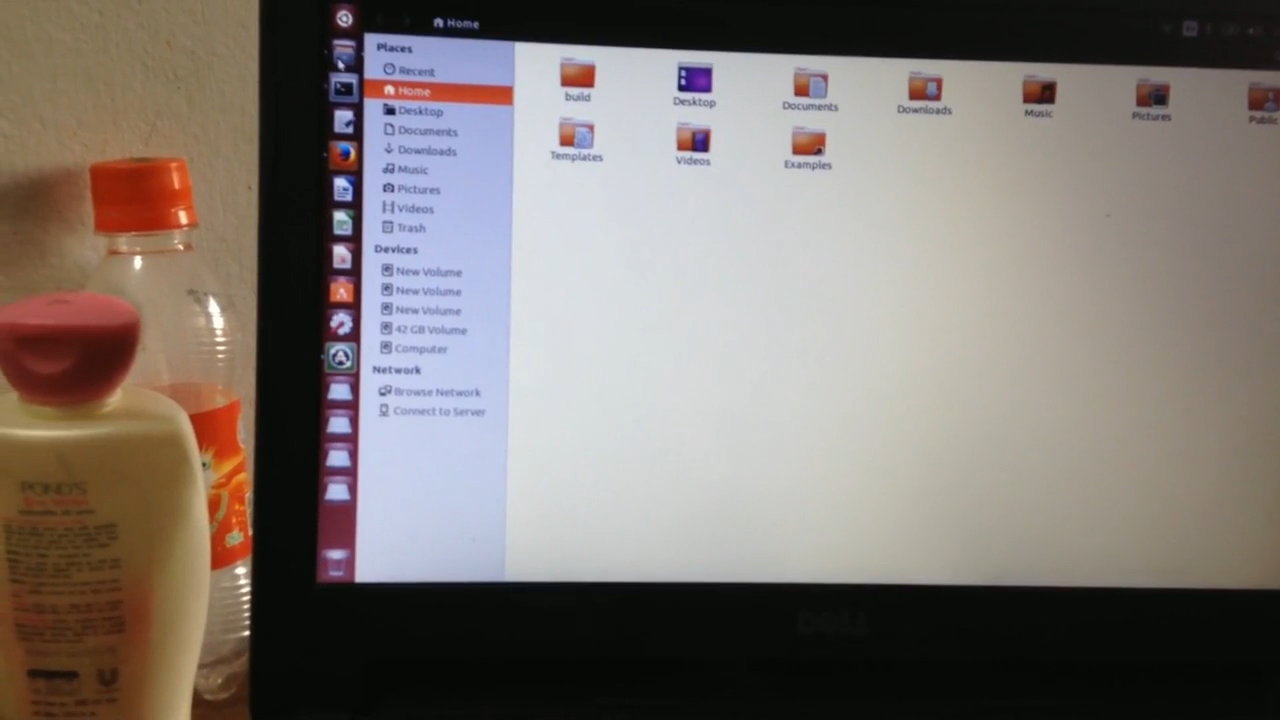 Home
Places
Recent
Home
Desktop
Documents
Downloads
Music
Pictures
Videos
Trash
Devices
New Volume
New Volume
New Volume
42 GB Volume
Computer
Network
Browse Network
Connect to Server
build
Desktop
Documents
Downloads
Music
Pictures
Public
Templates
Videos
Examples
POND'S
DELL